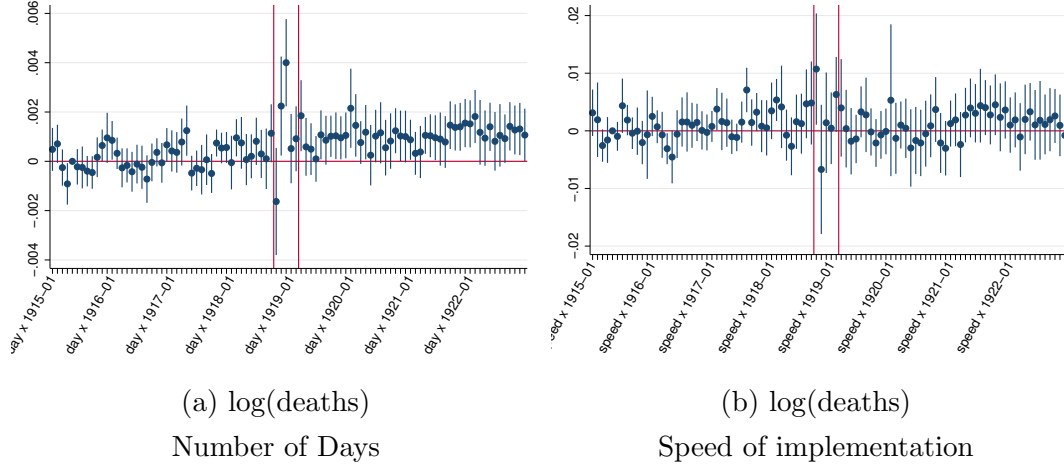 .006
.004
.002
0
-.002
-.004
day x 1915-01
day x 1916-01
day x 1917-01
day x 1918-01
day x 1919-01
day x 1920-01
day x 1921-01
day x 1922-01
.02
.01
0
-.01
-.02
speed x 1915-01
speed x 1916-01
speed x 1917-01
speed x 1918-01
speed x 1919-01
speed x 1920-01
speed x 1921-01
speed x 1922-01
(a) log(deaths)
Number of Days
(b) log(deaths)
Speed of implementation